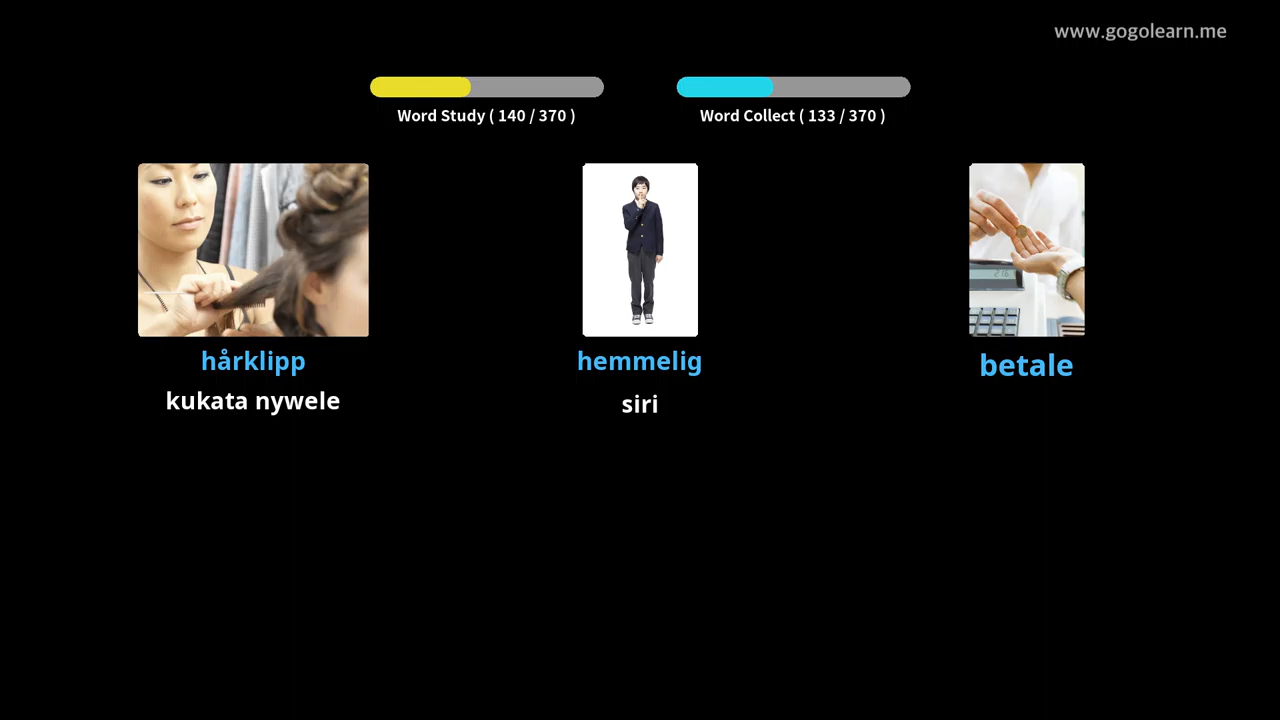 www.gogolearn.me
Word Study ( 140 / 370 )
Word Collect ( 133 / 370 )
hårklipp
kukata nywele
hemmelig
siri
betale